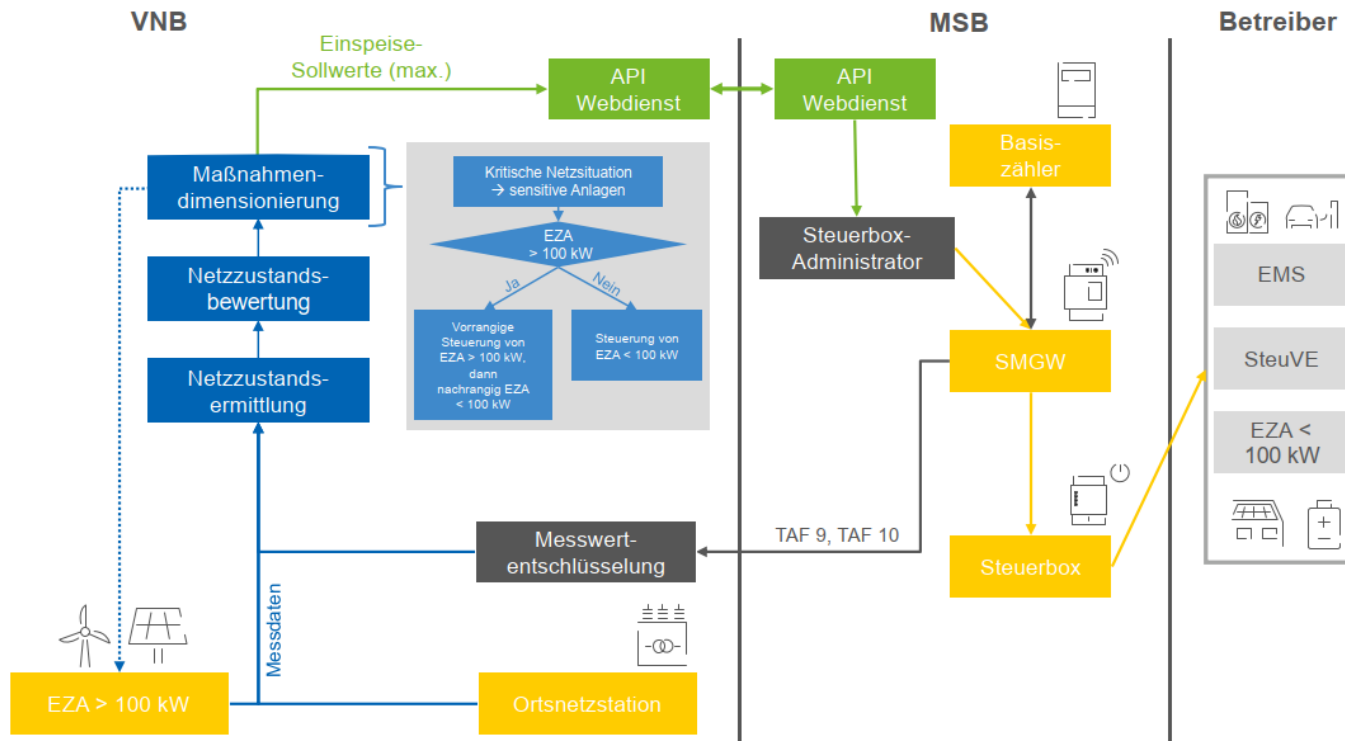 VNB
MSB
Betreiber
Einspeise-
Sollwerte (max.)
API
Webdienst
API
Webdienst
Basis-
zähler
Maßnahmen-
dimensionierung
Kritische Netzsituation
→ sensitive Anlagen
EZA
> 100 kW
Ja
Nein
Vorrangige
Steuerung von
EZA > 100 kW,
dann
nachrangig EZA
< 100 kW
Steuerung von
EZA < 100 kW
Netzzustands-
bewertung
Netzzustands-
ermittlung
Steuerbox-
Administrator
SMGW
EMS
SteuVE
EZA <
100 kW
Messwert-
entschlüsselung
TAF 9, TAF 10
Steuerbox
Messdaten
EZA > 100 kW
Ortsnetzstation